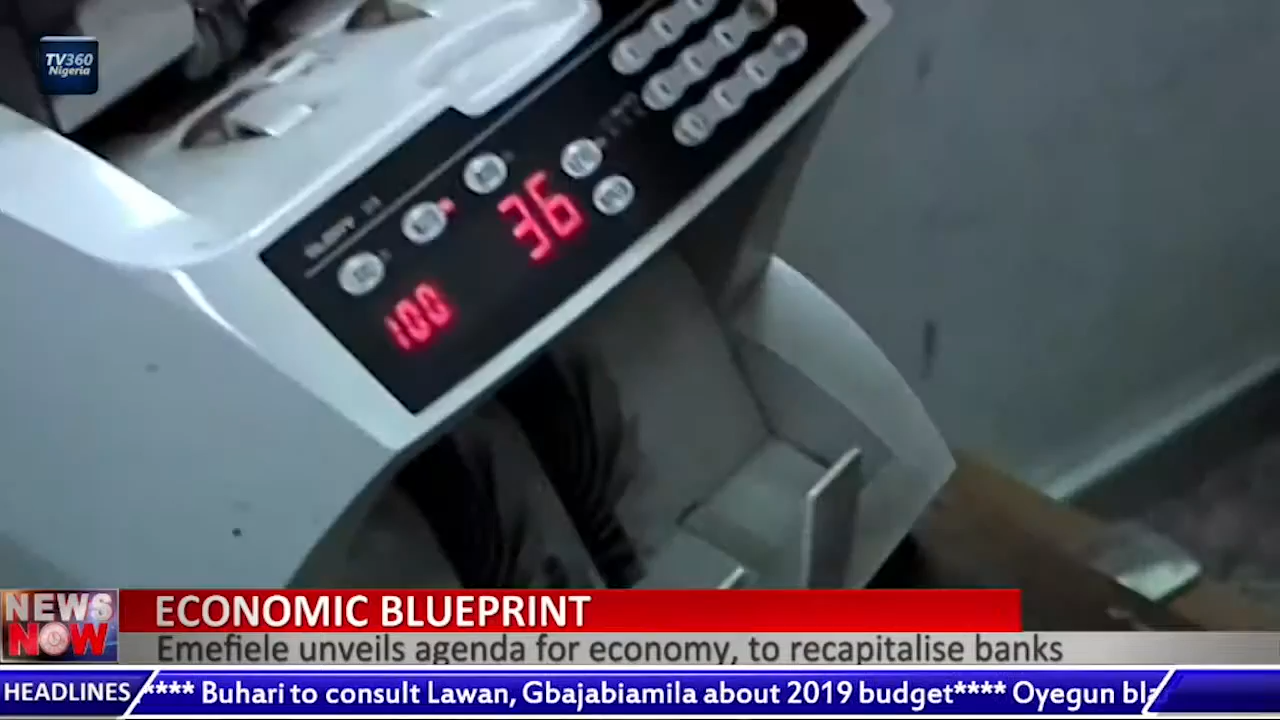 TV360
Nigeria
36
100
NEWS
NOW
ECONOMIC BLUEPRINT
Emefiele unveils agenda for economy, to recapitalise banks
HEADLINES
**** Buhari to consult Lawan, Gbajabiamila about 2019 budget**** Oyegun bla